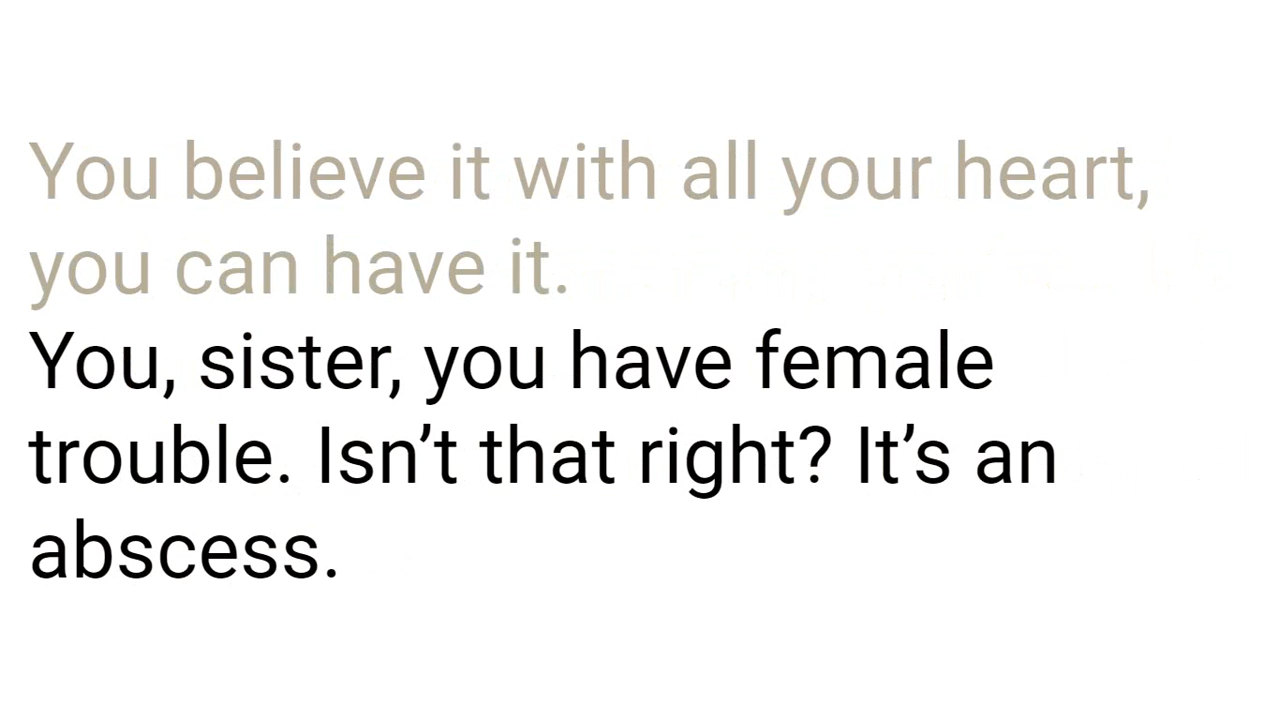 You believe it with all your heart,
you can have it.
You, sister, you have female
trouble. Isn’t that right? It’s an
abscess.